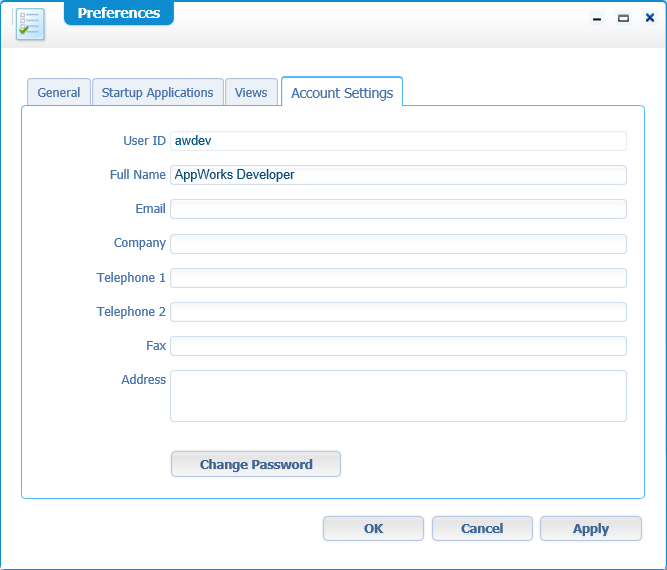 Preferences
General Startup Applications Views Account Settings
User ID awdev
Full Name AppWorks Developer
Email
Company
Telephone 1
Telephone 2
Fax
Address
Change Password
OK Cancel Apply